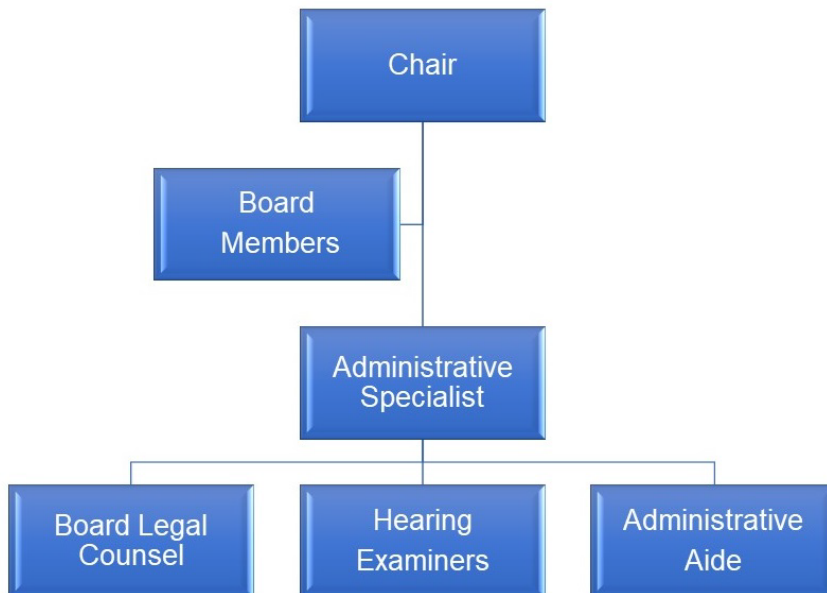 Chair
Board
Members
Administrative
Specialist
Board Legal
Counsel
Hearing
Examiners
Administrative
Aide